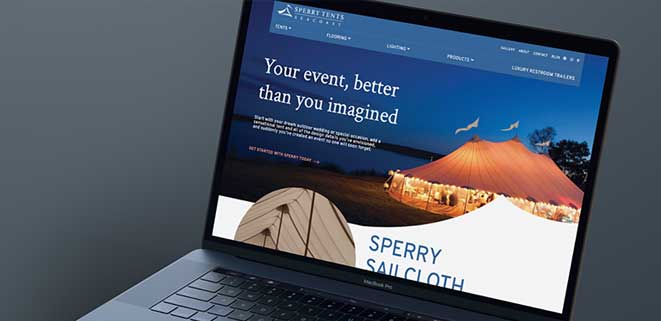 SPERRY TENTS
SEACOAST
GALLERY ABOUT CONTACT BLOG
TENTS FLOORING LIGHTING PRODUCTS LUXURY RESTROOM TRAILERS
Your event, better
than you imagined
Start with your dream outdoor wedding or special occasion, add a
sensational tent and all of the design details you've envisioned,
and suddenly you've created an event no one will soon forget.
GET STARTED WITH SPERRY TODAY
SPERRY
SAILCLOTH
MacBook Pro